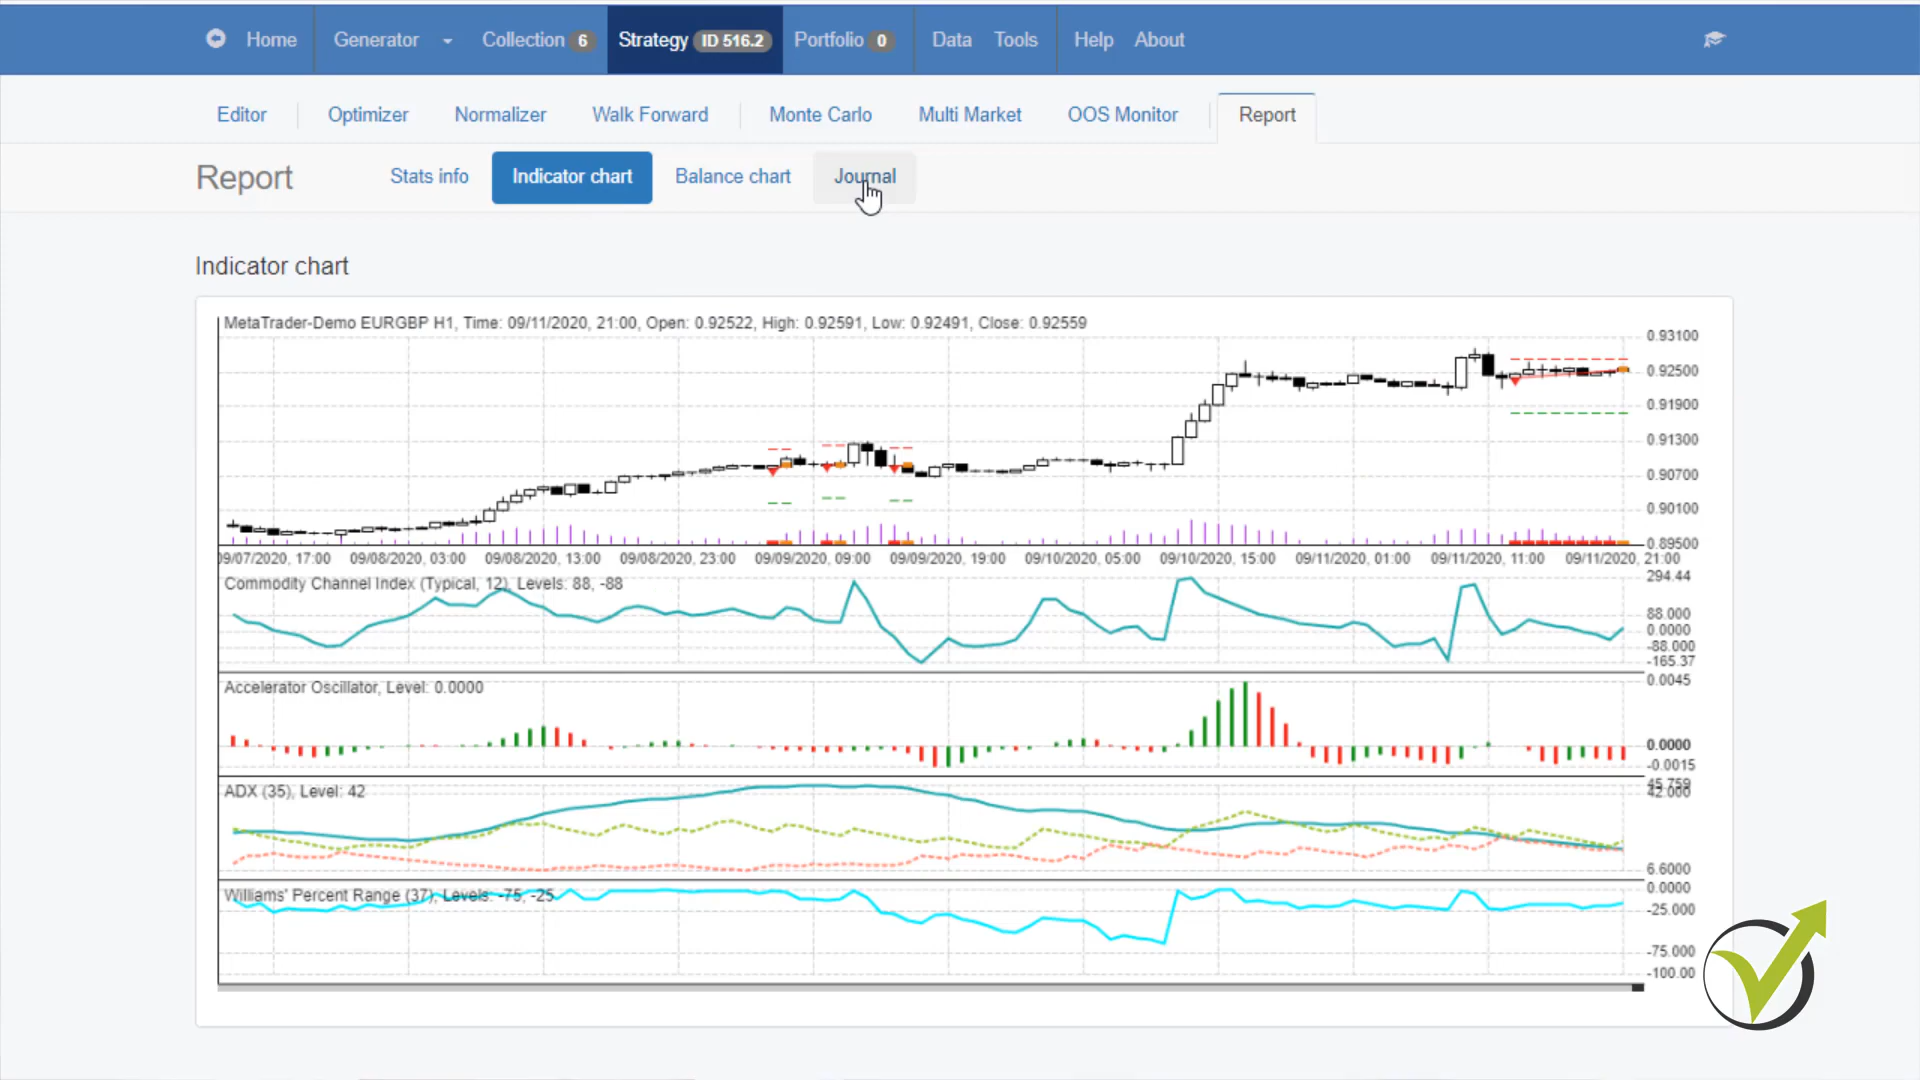 Home Generator Collection 6 Strategy ID 516.2 Portfolio 0 Data Tools Help About
Editor Optimizer Normalizer Walk Forward Monte Carlo Multi Market OOS Monitor Report
Report Stats info Indicator chart Balance chart Journal
Indicator chart
MetaTrader-Demo EURGBP H1, Time: 09/11/2020, 21:00, Open: 0.92522, High: 0.92591, Low: 0.92491, Close: 0.92559
0.93100
0.92500
0.91900
0.91300
0.90700
0.90100
0.89500
09/07/2020, 17:00 09/08/2020, 03:00 09/08/2020, 13:00 09/08/2020, 23:00 09/09/2020, 09:00 09/09/2020, 19:00 09/10/2020, 05:00 09/10/2020, 15:00 09/11/2020, 01:00 09/11/2020, 11:00 09/11/2020, 21:00
Commodity Channel Index (Typical, 12), Levels: 88, -88
294.44
88.000
0.0000
-88.000
-165.37
Accelerator Oscillator, Level: 0.0000
0.0045
0.0000
-0.0015
ADX (35), Level: 42
45.759
42.000
6.6000
Williams' Percent Range (37), Levels: -75, -25
0.0000
-25.000
-75.000
-100.00